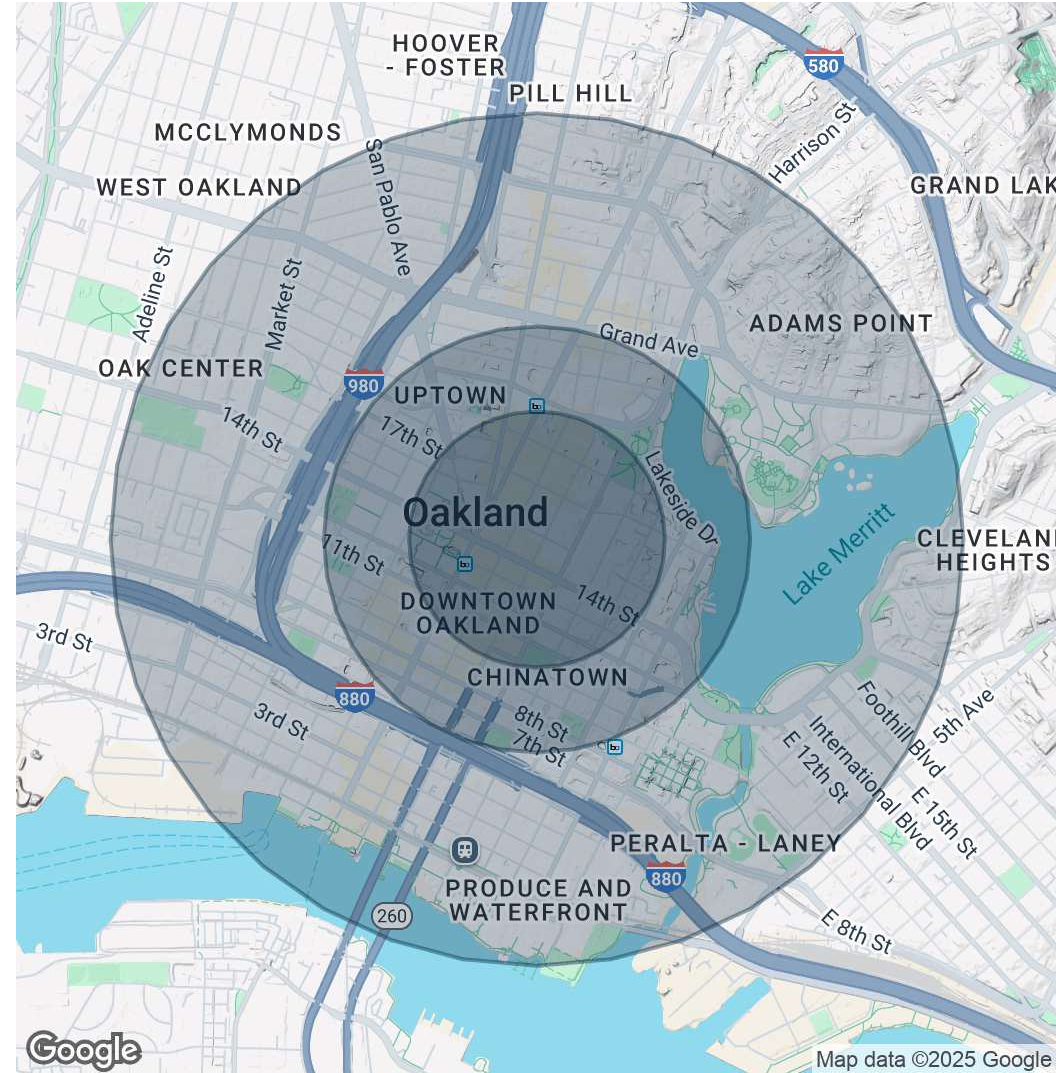 HOOVER
- FOSTER
580
PILL HILL
MCCLYMONDS
Harrison St
San Pablo Ave
WEST OAKLAND
GRAND LAK
Adeline St
Market St
Grand Ave
ADAMS POINT
OAK CENTER
980
UPTOWN
14th St
17th St
Lakeside Dr
Oakland
Lake Merritt
11th St
CLEVELAN
HEIGHTS
14th St
DOWNTOWN
OAKLAND
3rd St
CHINATOWN
880
3rd St
8th St
7th St
Foothill Blvd
5th Ave
International Blvd
E 12th St
E 15th St
PERALTA - LANEY
880
PRODUCE AND
WATERFRONT
260
E 8th St
Google
Map data ©2025 Google